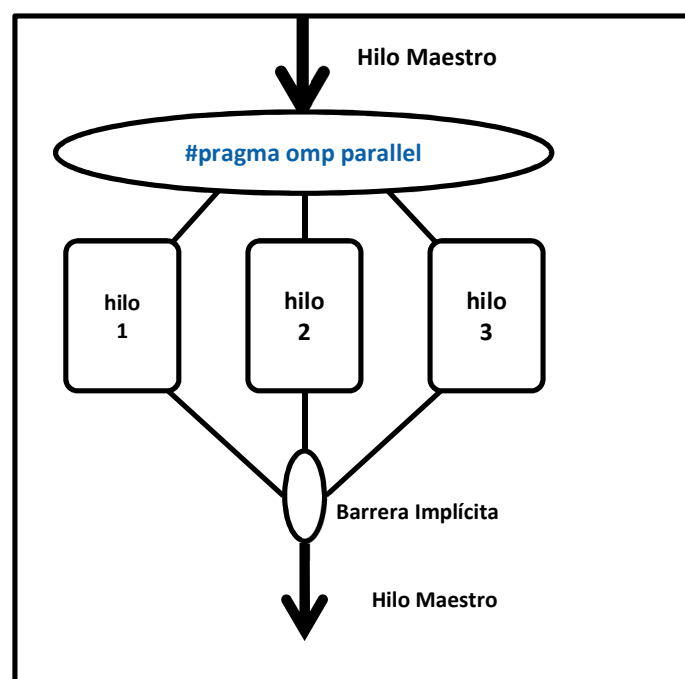 Hilo Maestro
#pragma omp parallel
hilo
1
hilo
2
hilo
3
Barrera Implícita
Hilo Maestro